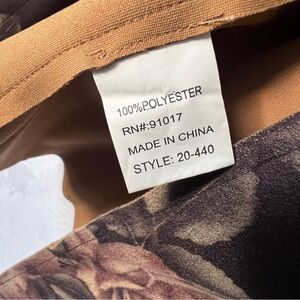 100%POLYESTER
RN#:91017
MADE IN CHINA
STYLE: 20-440